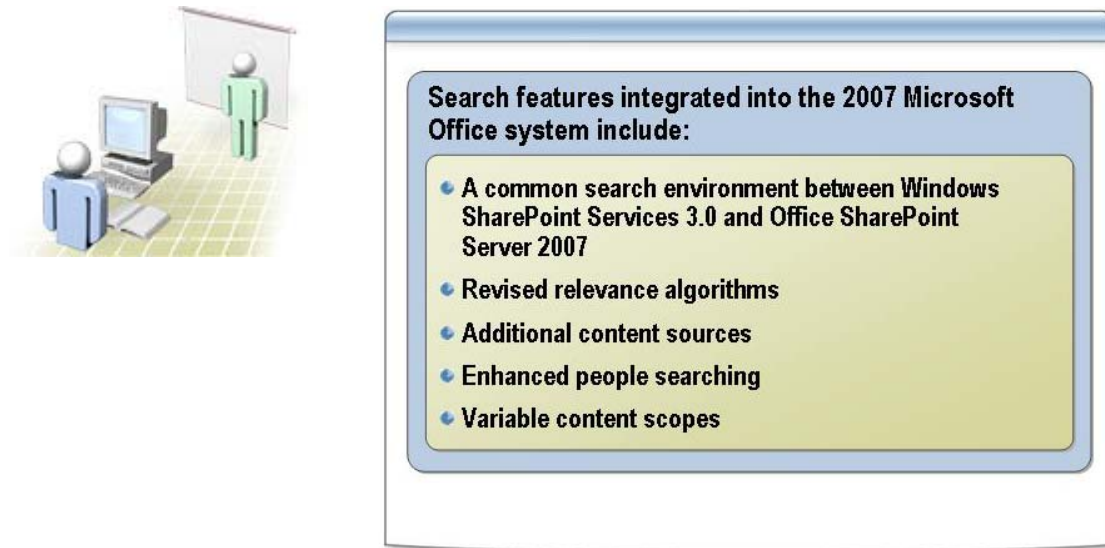 Search features integrated into the 2007 Microsoft
Office system include:
A common search environment between Windows
SharePoint Services 3.0 and Office SharePoint
Server 2007
Revised relevance algorithms
Additional content sources
Enhanced people searching
Variable content scopes